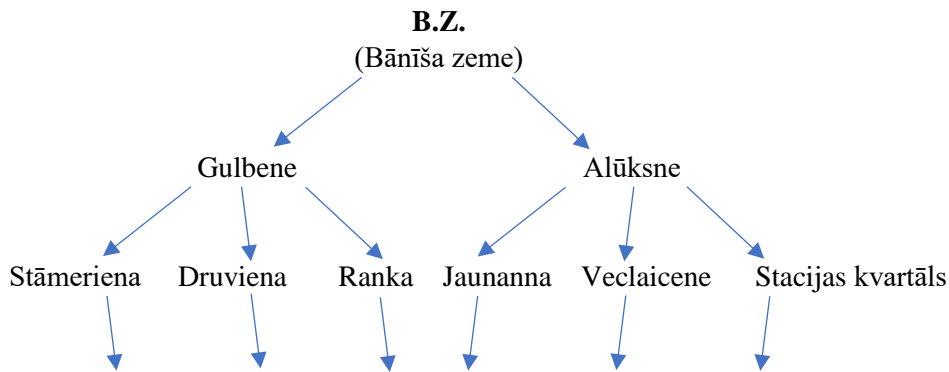 B.Z.
(Bānīša zeme)
Gulbene Alūksne
Stāmeriena Druviena Ranka Jaunanna Veclaicene Stacijas kvartāls